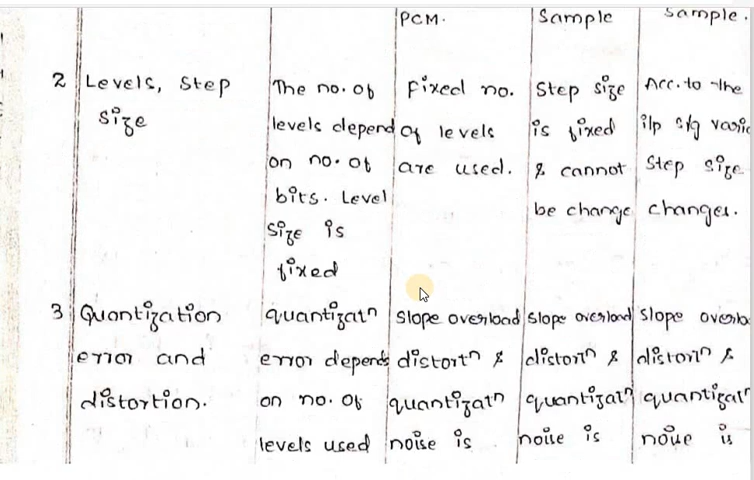 PCM. Sample Sample.
2 Levels, Step The no. of Fixed no. Step size Acc. to the
size levels depend of levels is fixed i/p s/g
on no. of are used. & cannot Step size
bits. Level be change changes.
size is
fixed
3 Quantization quantizatn Slope overload Slope overload Slope
error and error depends distortn & distortn & distortn &
distortion. on no. of quantizatn quantizatn quantizatn
levels used noise is noise is noise is